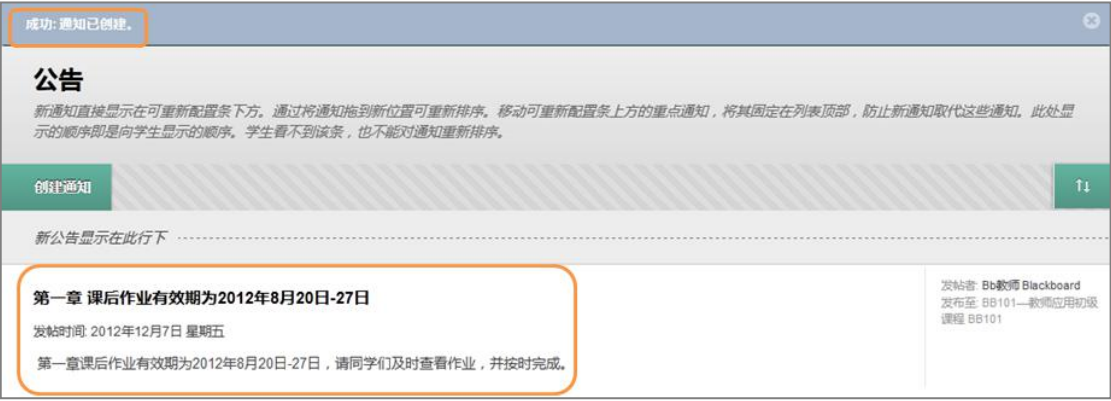 成功: 通知已创建。
公告
新通知直接显示在可重新配置条下方。通过将通知拖到新位置可重新排序。移动可重新配置条上方的重点通知，将其固定在列表顶部，防止新通知取代这些通知。此处显
示的顺序即是向学生显示的顺序。学生看不到该条，也不能对通知重新排序。
创建通知
新公告显示在此行下
第一章 课后作业有效期为2012年8月20日-27日
发帖时间: 2012年12月7日 星期五
第一章课后作业有效期为2012年8月20日-27日，请同学们及时查看作业，并按时完成。
发帖者: Bb教师 Blackboard
发布至: BB101—教师应用初级
课程 BB101